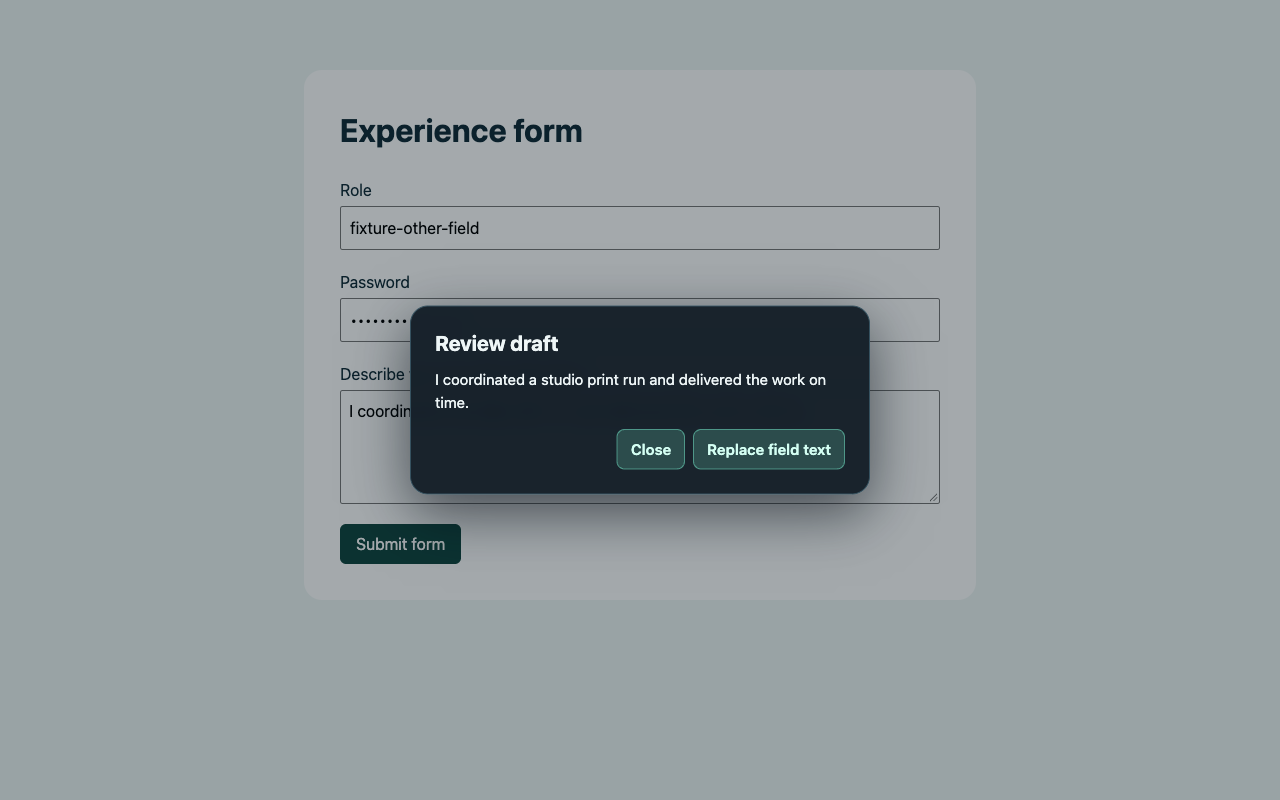 Experience form
Role
fixture-other-field
Password
••••••••
Describe
I coordin
Review draft
I coordinated a studio print run and delivered the work on
time.
Close Replace field text
Submit form